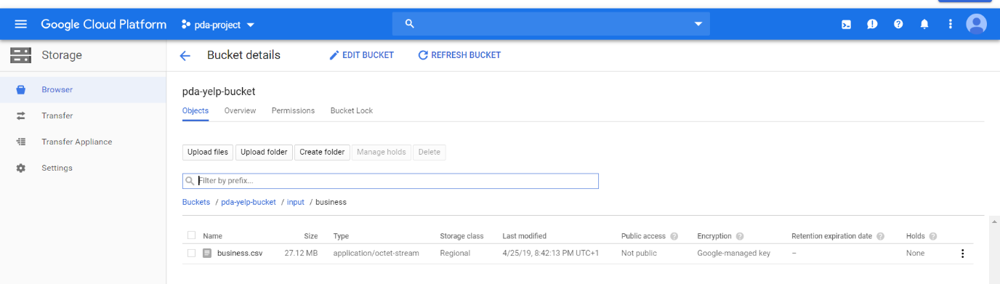 Google Cloud Platform pda-project
Storage Bucket details EDIT BUCKET REFRESH BUCKET
Browser
Transfer
Transfer Appliance
Settings
pda-yelp-bucket
Objects Overview Permissions Bucket Lock
Upload files Upload folder Create folder Manage holds Delete
Filter by prefix...
Buckets / pda-yelp-bucket / input / business
Name Size Type Storage class Last modified Public access Encryption Retention expiration date Holds
business.csv 27.12 MB application/octet-stream Regional 4/25/19, 8:42:13 PM UTC+1 Not public Google-managed key – None